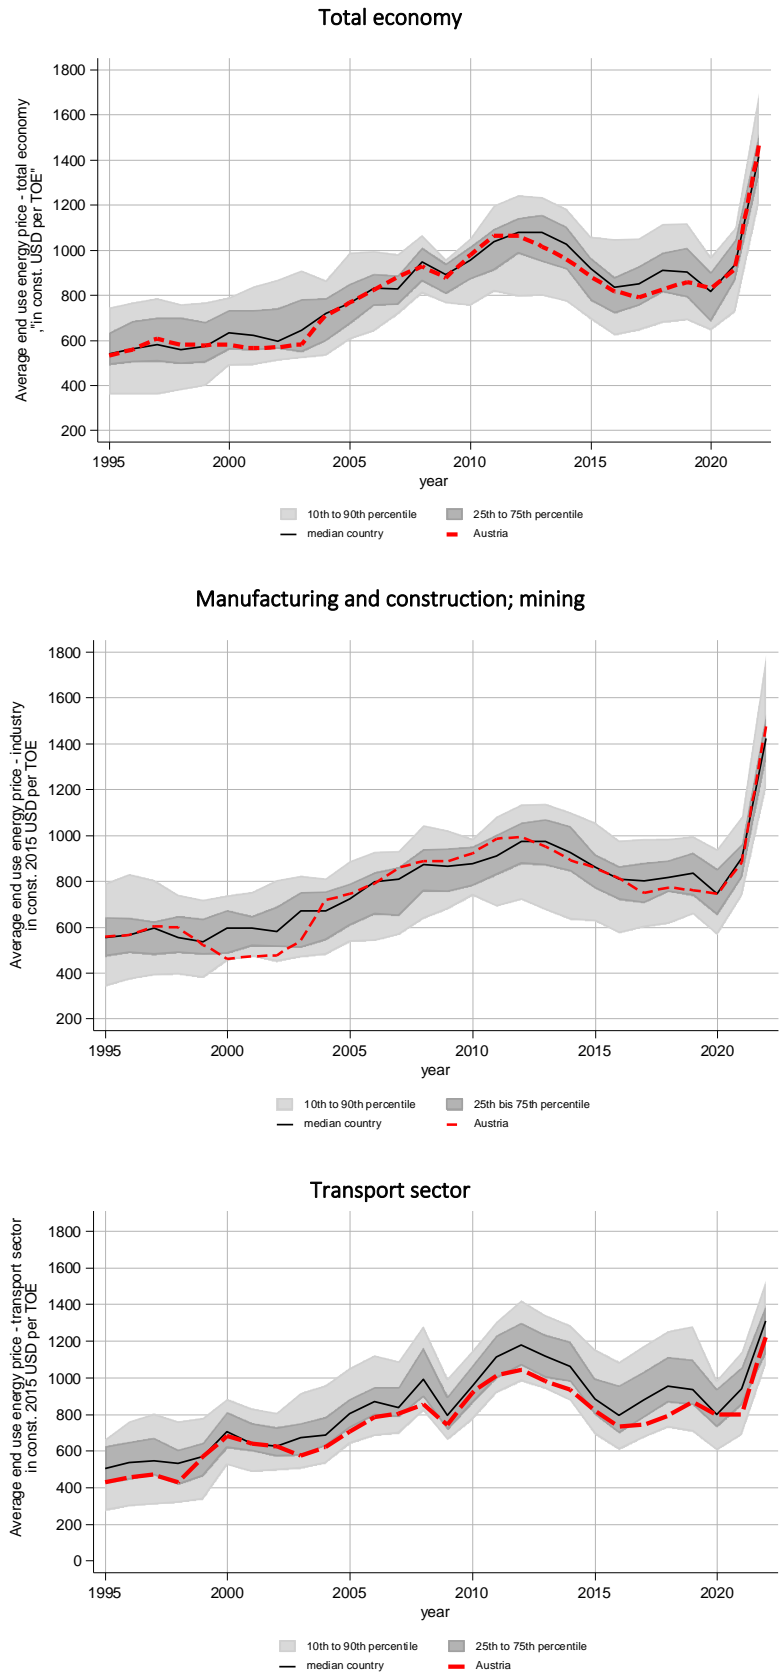 Total economy
Average end use energy price - total economy
,"in const. USD per TOE"
1800
1600
1400
1200
1000
800
600
400
200
1995 2000 2005 2010 2015 2020
year
10th to 90th percentile 25th to 75th percentile
median country Austria
Manufacturing and construction; mining
Average end use energy price - industry
in const. 2015 USD per TOE
1800
1600
1400
1200
1000
800
600
400
200
1995 2000 2005 2010 2015 2020
year
10th to 90th percentile 25th bis 75th percentile
median country Austria
Transport sector
Average end use energy price - transport sector
in const. 2015 USD per TOE
1800
1600
1400
1200
1000
800
600
400
200
0
1995 2000 2005 2010 2015 2020
year
10th to 90th percentile 25th to 75th percentile
median country Austria